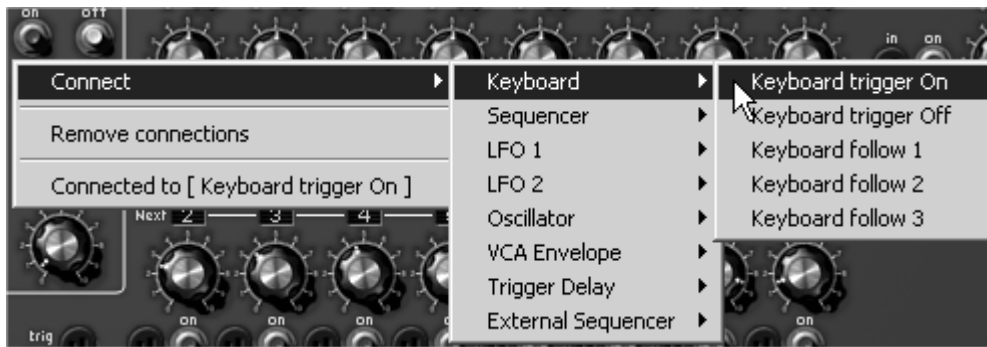 on off
in on
Connect
Remove connections
Connected to [ Keyboard trigger On ]
Keyboard
Sequencer
LFO 1
LFO 2
Oscillator
VCA Envelope
Trigger Delay
External Sequencer
Keyboard trigger On
Keyboard trigger Off
Keyboard follow 1
Keyboard follow 2
Keyboard follow 3
Next 2 3 4
on on on on
trig